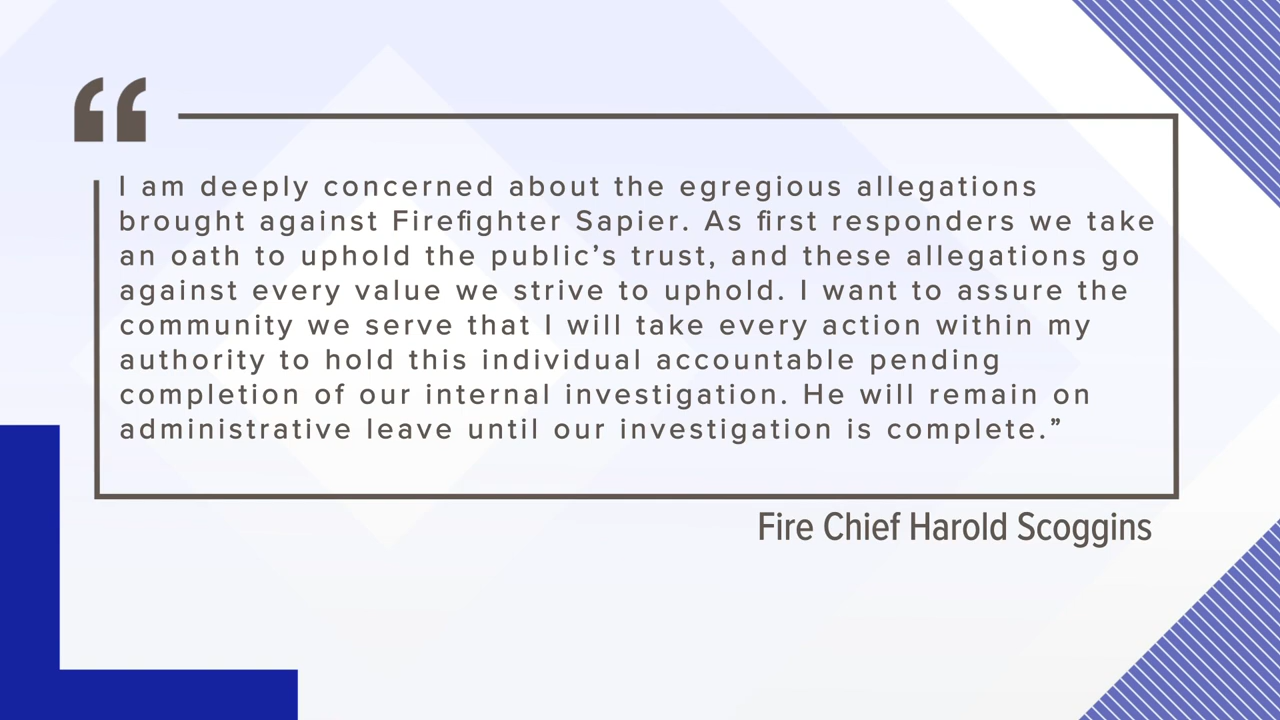 “
I am deeply concerned about the egregious allegations
brought against Firefighter Sapier. As first responders we take
an oath to uphold the public’s trust, and these allegations go
against every value we strive to uphold. I want to assure the
community we serve that I will take every action within my
authority to hold this individual accountable pending
completion of our internal investigation. He will remain on
administrative leave until our investigation is complete.”
Fire Chief Harold Scoggins